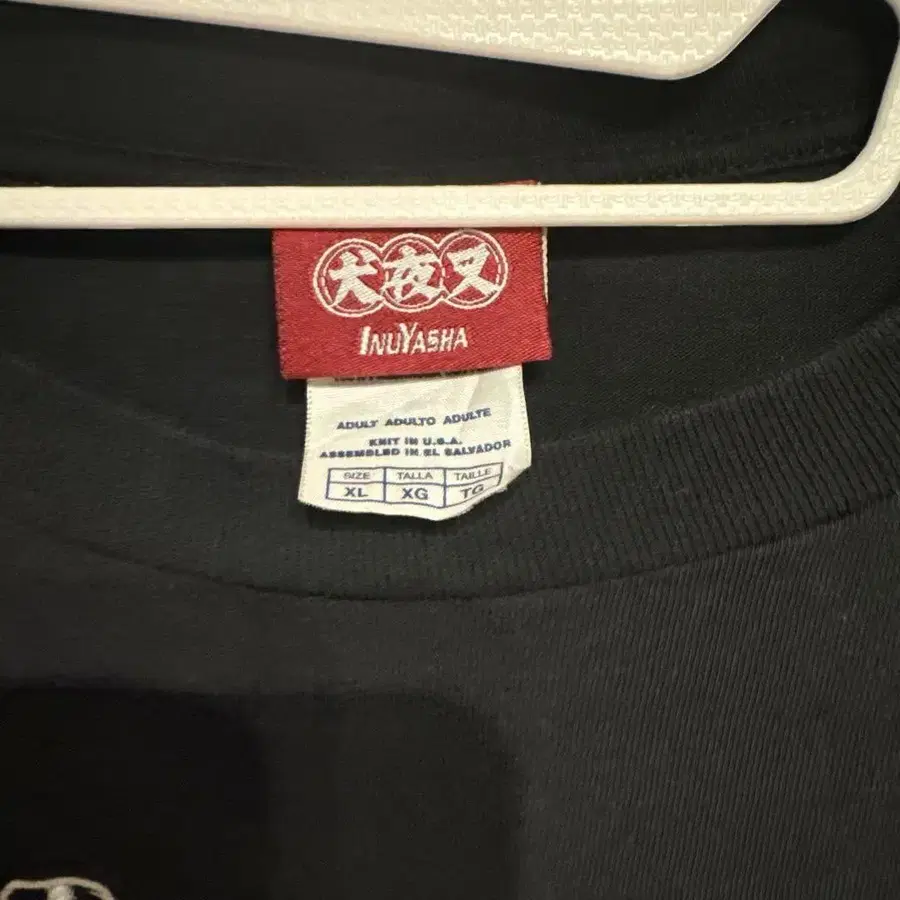 犬夜叉
INUYASHA
ADULT ADULTO ADULTE
KNIT IN U.S.A.
ASSEMBLED IN EL SALVADOR
SIZE TALLA TAILLE
XL XG TG